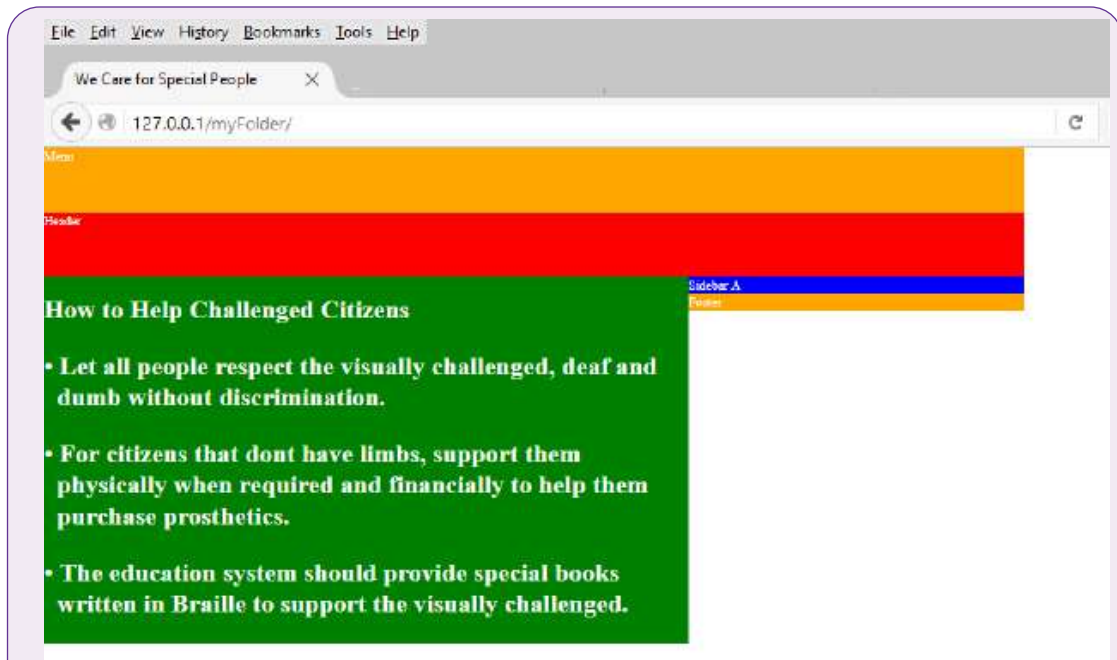 File Edit View History Bookmarks Tools Help
We Care for Special People
127.0.0.1/myFolder/
Menu
Header
Sidebar A
Footer
How to Help Challenged Citizens
• Let all people respect the visually challenged, deaf and
dumb without discrimination.
• For citizens that dont have limbs, support them
physically when required and financially to help them
purchase prosthetics.
• The education system should provide special books
written in Braille to support the visually challenged.